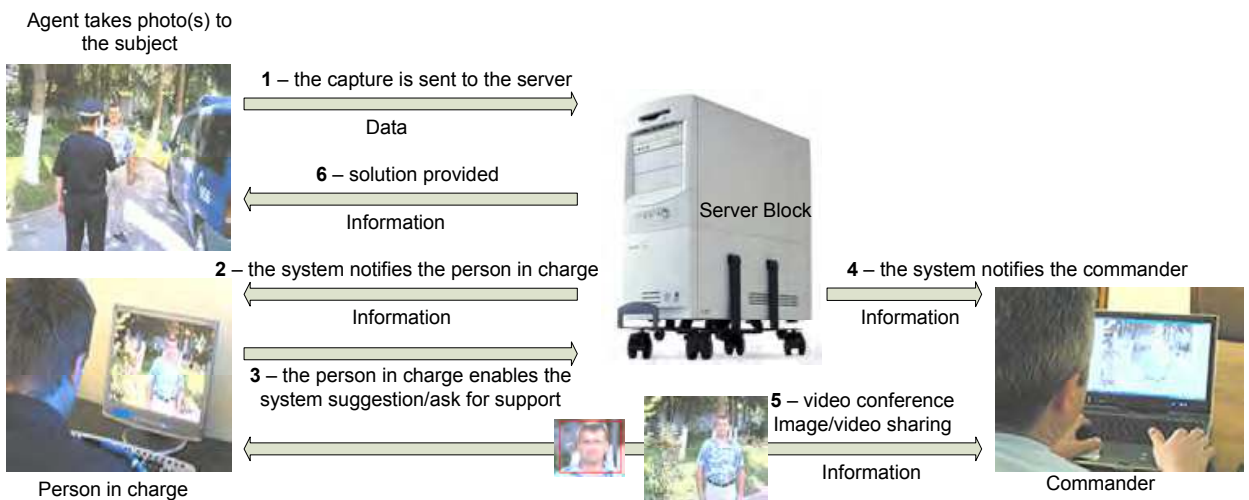 Agent takes photo(s) to
the subject
1 – the capture is sent to the server
Data
6 – solution provided
Information
Server Block
2 – the system notifies the person in charge
Information
4 – the system notifies the commander
Information
3 – the person in charge enables the
system suggestion/ask for support
5 – video conference
Image/video sharing
Information
Person in charge
Commander